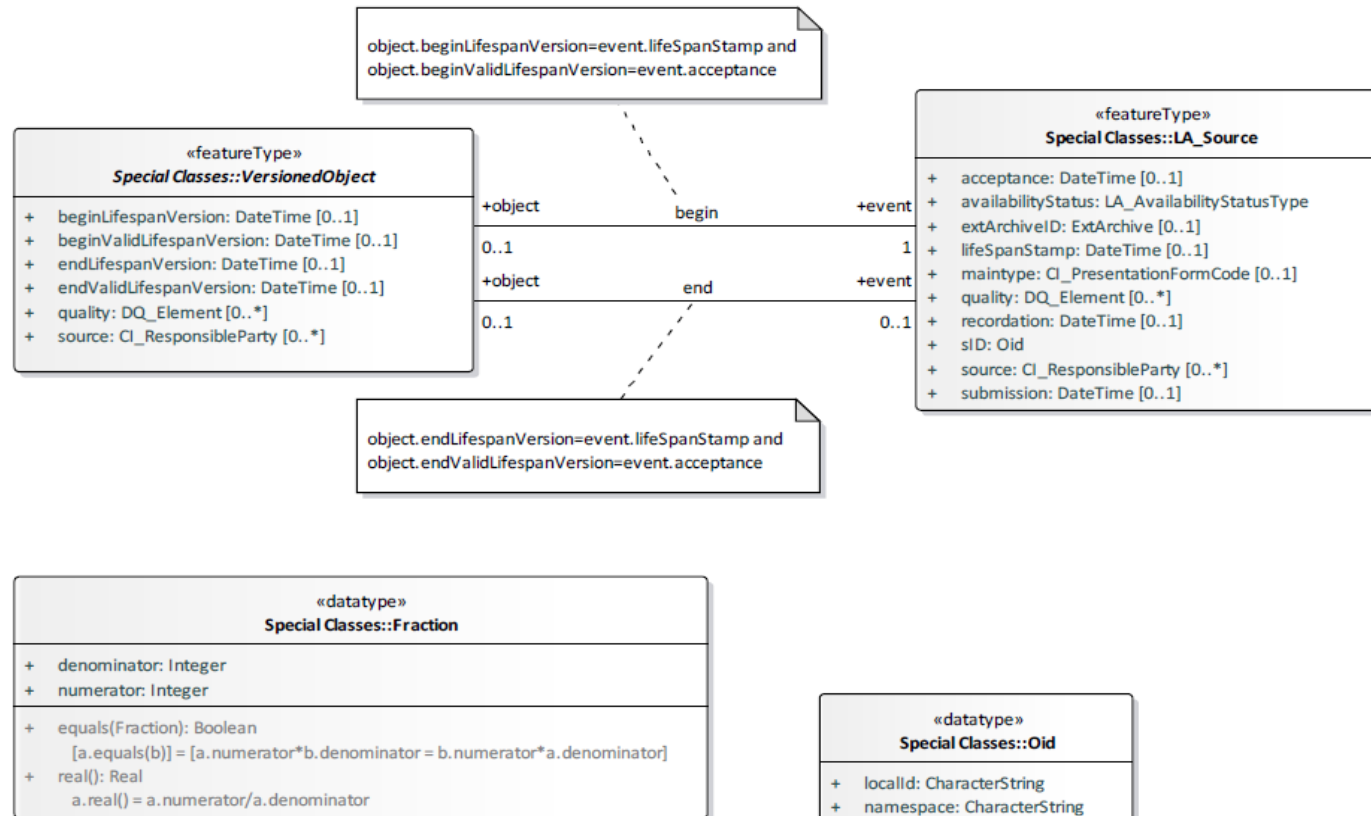 object.beginLifespanVersion=event.lifeSpanStamp and
object.beginValidLifespanVersion=event.acceptance
«featureType»
Special Classes::VersionedObject
+ beginLifespanVersion: DateTime [0..1]
+ beginValidLifespanVersion: DateTime [0..1]
+ endLifespanVersion: DateTime [0..1]
+ endValidLifespanVersion: DateTime [0..1]
+ quality: DQ_Element [0..*]
+ source: CI_ResponsibleParty [0..*]
+object begin +event
0..1 1
+object end +event
0..1 0..1
«featureType»
Special Classes::LA_Source
+ acceptance: DateTime [0..1]
+ availabilityStatus: LA_AvailabilityStatusType
+ extArchiveID: ExtArchive [0..1]
+ lifeSpanStamp: DateTime [0..1]
+ maintype: CI_PresentationFormCode [0..1]
+ quality: DQ_Element [0..*]
+ recordation: DateTime [0..1]
+ sID: Oid
+ source: CI_ResponsibleParty [0..*]
+ submission: DateTime [0..1]
object.endLifespanVersion=event.lifeSpanStamp and
object.endValidLifespanVersion=event.acceptance
«datatype»
Special Classes::Fraction
+ denominator: Integer
+ numerator: Integer
+ equals(Fraction): Boolean
[a.equals(b)] = [a.numerator*b.denominator = b.numerator*a.denominator]
+ real(): Real
a.real() = a.numerator/a.denominator
«datatype»
Special Classes::Oid
+ localId: CharacterString
+ namespace: CharacterString